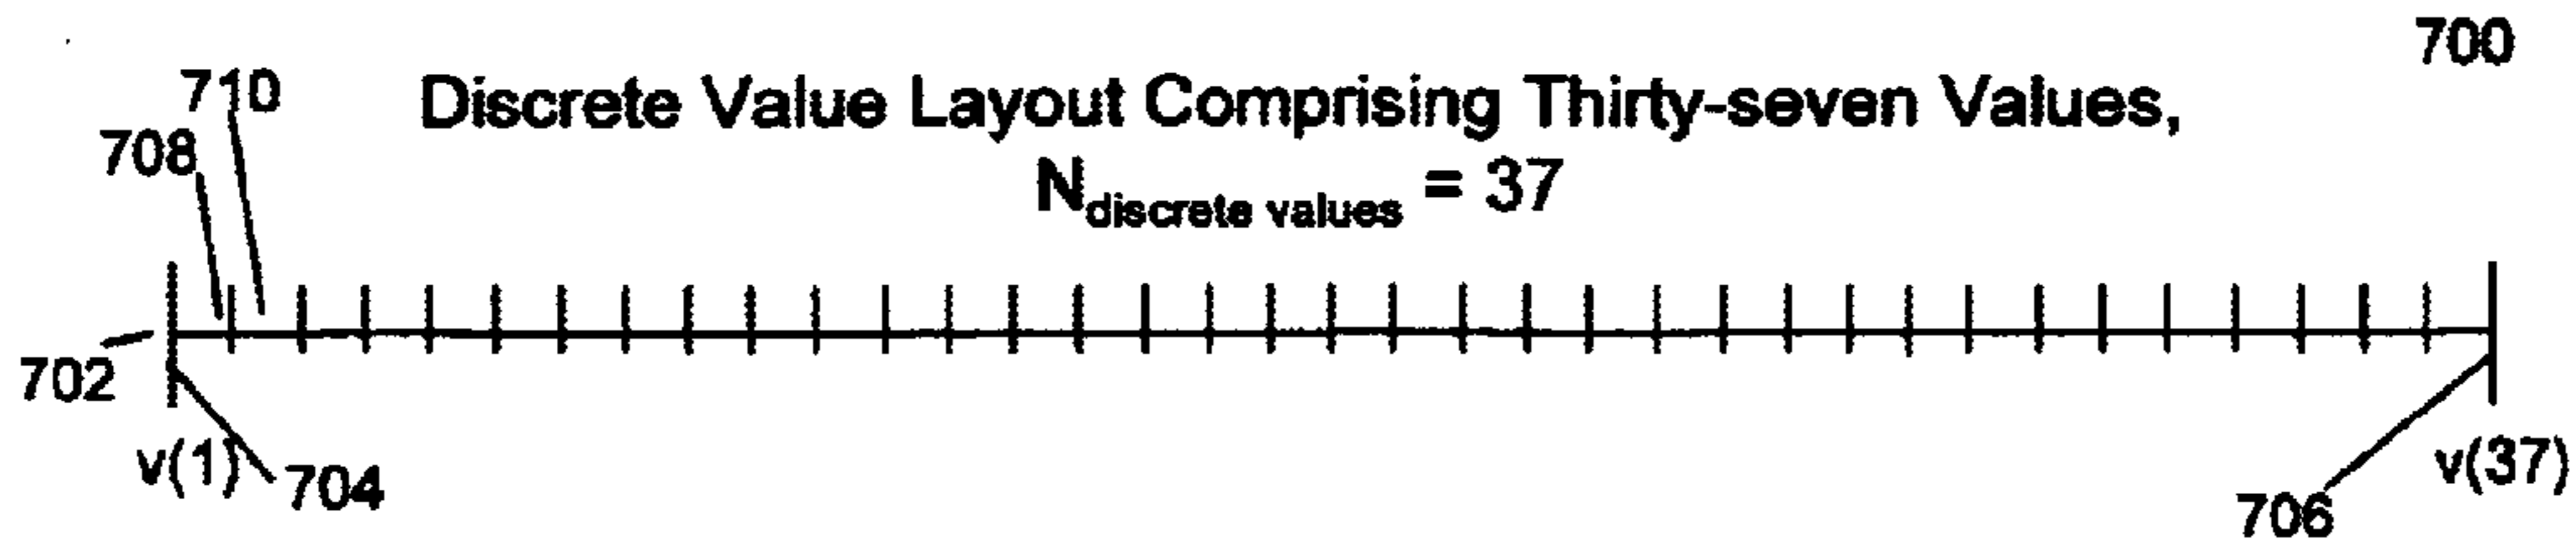 700
710
Discrete Value Layout Comprising Thirty-seven Values,
708
N discrete values = 37
702
v(1)
704
v(37)
706